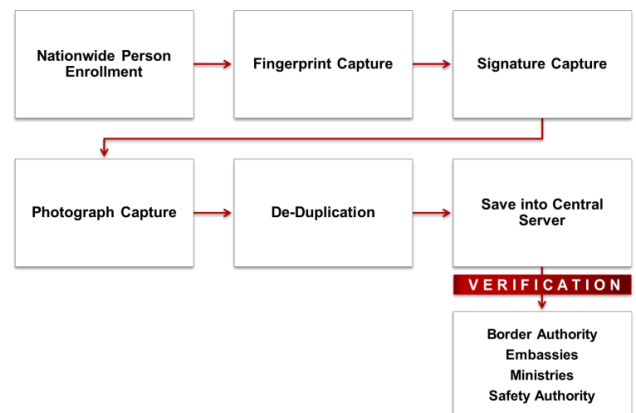 Nationwide Person
Enrollment
Fingerprint Capture
Signature Capture
Photograph Capture
De-Duplication
Save into Central
Server
VERIFICATION
Border Authority
Embassies
Ministries
Safety Authority